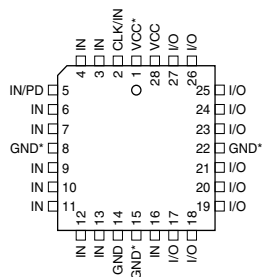 IN
IN
CLK/IN
VCC*
VCC
I/O
I/O
4
3
2
1
28
27
26
IN/PD 5
25 I/O
IN 6
24 I/O
IN 7
23 I/O
GND* 8
22 GND*
IN 9
21 I/O
IN 10
20 I/O
IN 11
19 I/O
12
13
14
15
16
17
18
IN
IN
GND
GND*
IN
I/O
I/O